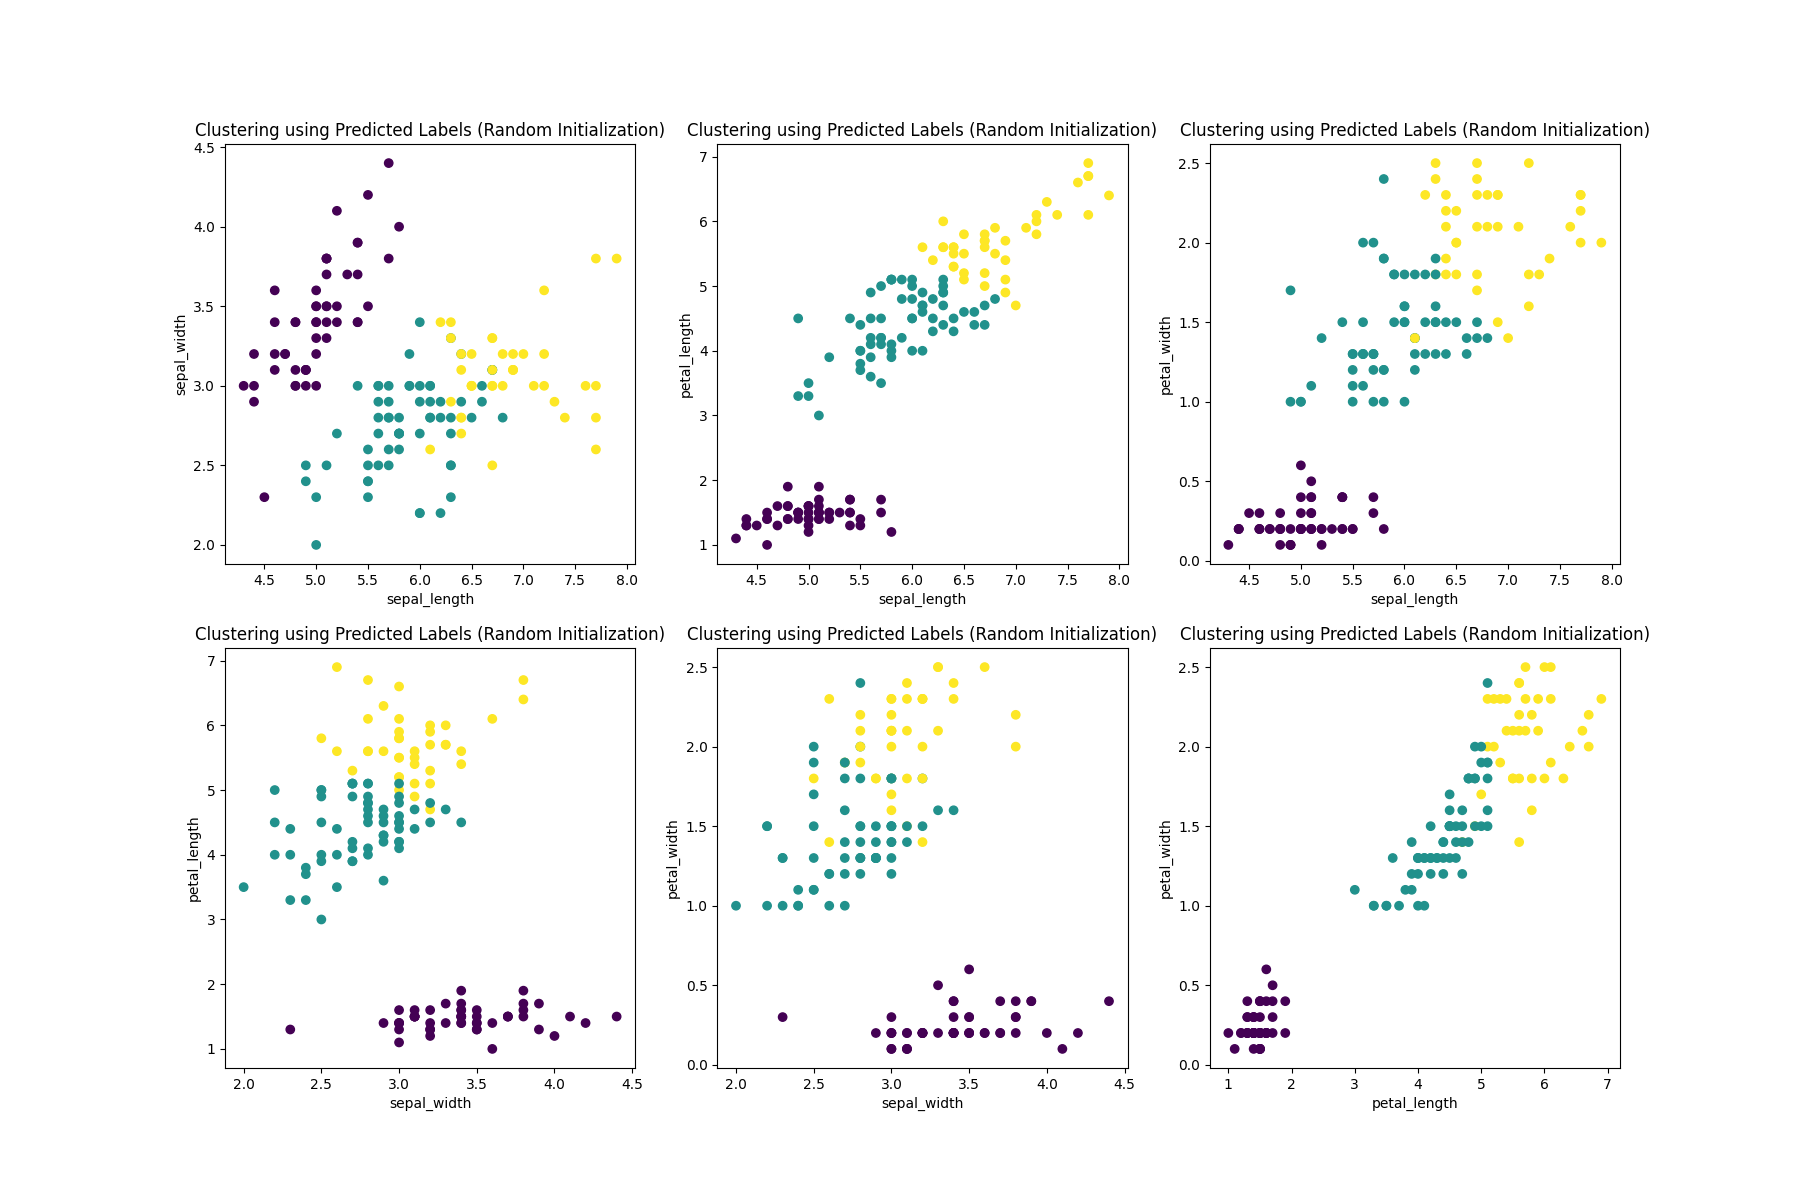 Clustering using Predicted Labels (Random Initialization)
4.5
4.0
3.5
3.0
2.5
2.0
sepal_width
4.5 5.0 5.5 6.0 6.5 7.0 7.5 8.0
sepal_length
Clustering using Predicted Labels (Random Initialization)
7
6
5
4
3
2
1
petal_length
4.5 5.0 5.5 6.0 6.5 7.0 7.5 8.0
sepal_length
Clustering using Predicted Labels (Random Initialization)
2.5
2.0
1.5
1.0
0.5
0.0
petal_width
4.5 5.0 5.5 6.0 6.5 7.0 7.5 8.0
sepal_length
Clustering using Predicted Labels (Random Initialization)
7
6
5
4
3
2
1
petal_length
2.0 2.5 3.0 3.5 4.0 4.5
sepal_width
Clustering using Predicted Labels (Random Initialization)
2.5
2.0
1.5
1.0
0.5
0.0
petal_width
2.0 2.5 3.0 3.5 4.0 4.5
sepal_width
Clustering using Predicted Labels (Random Initialization)
2.5
2.0
1.5
1.0
0.5
0.0
petal_width
1 2 3 4 5 6 7
petal_length